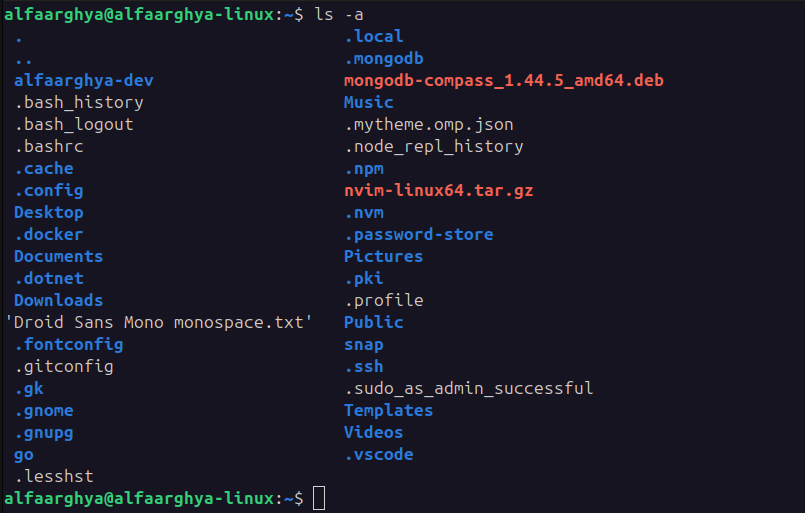 alfaarghya@alfaarghya-linux:~$ ls -a
. .local
.. .mongodb
alfaarghya-dev mongodb-compass_1.44.5_amd64.deb
.bash_history Music
.bash_logout .mytheme.omp.json
.bashrc .node_repl_history
.cache .npm
.config nvim-linux64.tar.gz
Desktop .nvm
.docker .password-store
Documents Pictures
.dotnet .pki
Downloads .profile
'Droid Sans Mono monospace.txt' Public
.fontconfig snap
.gitconfig .ssh
.gk .sudo_as_admin_successful
.gnome Templates
.gnupg Videos
go .vscode
.lesshst
alfaarghya@alfaarghya-linux:~$